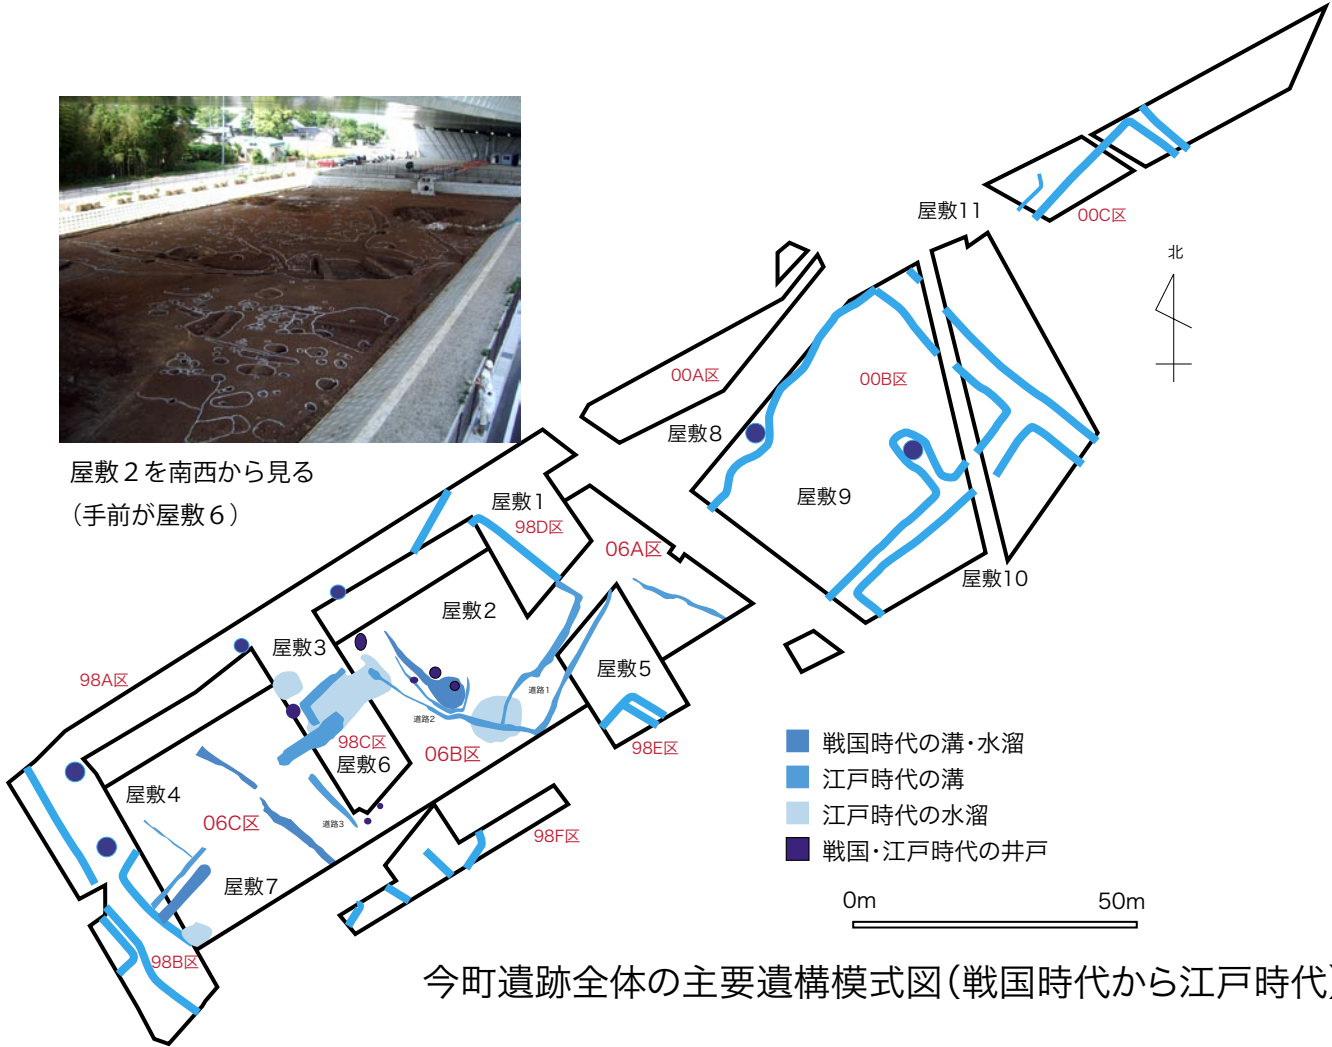 屋敷11
00C区
北
00A区
00B区
屋敷8
屋敷2を南西から見る
(手前が屋敷6)
屋敷1
98D区
屋敷9
06A区
屋敷10
屋敷2
屋敷3
屋敷5
98A区
道路1
道路2
98C区
06B区
屋敷6
98E区
屋敷4
06C区
道路3
98F区
屋敷7
98B区
戦国時代の溝・水溜
江戸時代の溝
江戸時代の水溜
戦国・江戸時代の井戸
0m 50m
今町遺跡全体の主要遺構模式図(戦国時代から江戸時代)